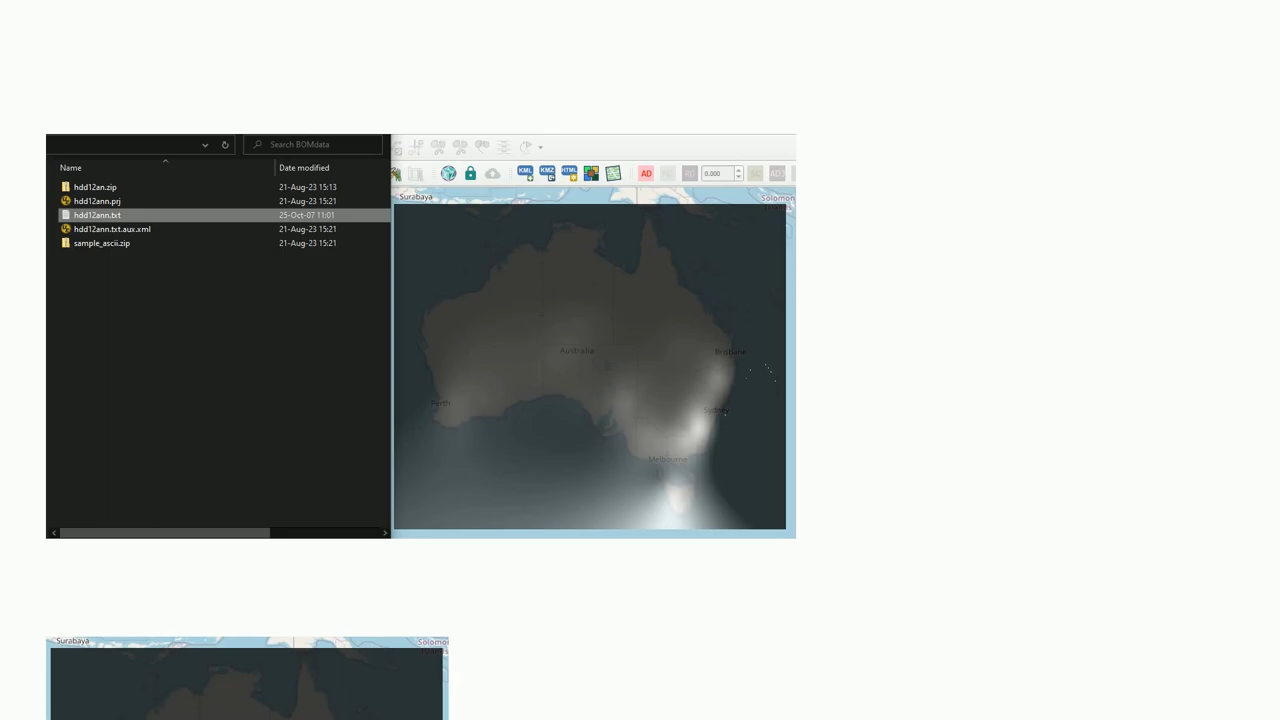 Search BOMdata
Name
Date modified
hdd12an.zip
21-Aug-23 15:13
hdd12ann.prj
21-Aug-23 15:21
hdd12ann.txt
25-Oct-07 11:01
hdd12ann.txt.aux.xml
21-Aug-23 15:21
sample_ascii.zip
21-Aug-23 15:21
KML
KMZ
HTML
AD
0.000
Surabaya
Solomon
Australia
Brisbane
Perth
Sydney
Melbourne
Surabaya
Solomon